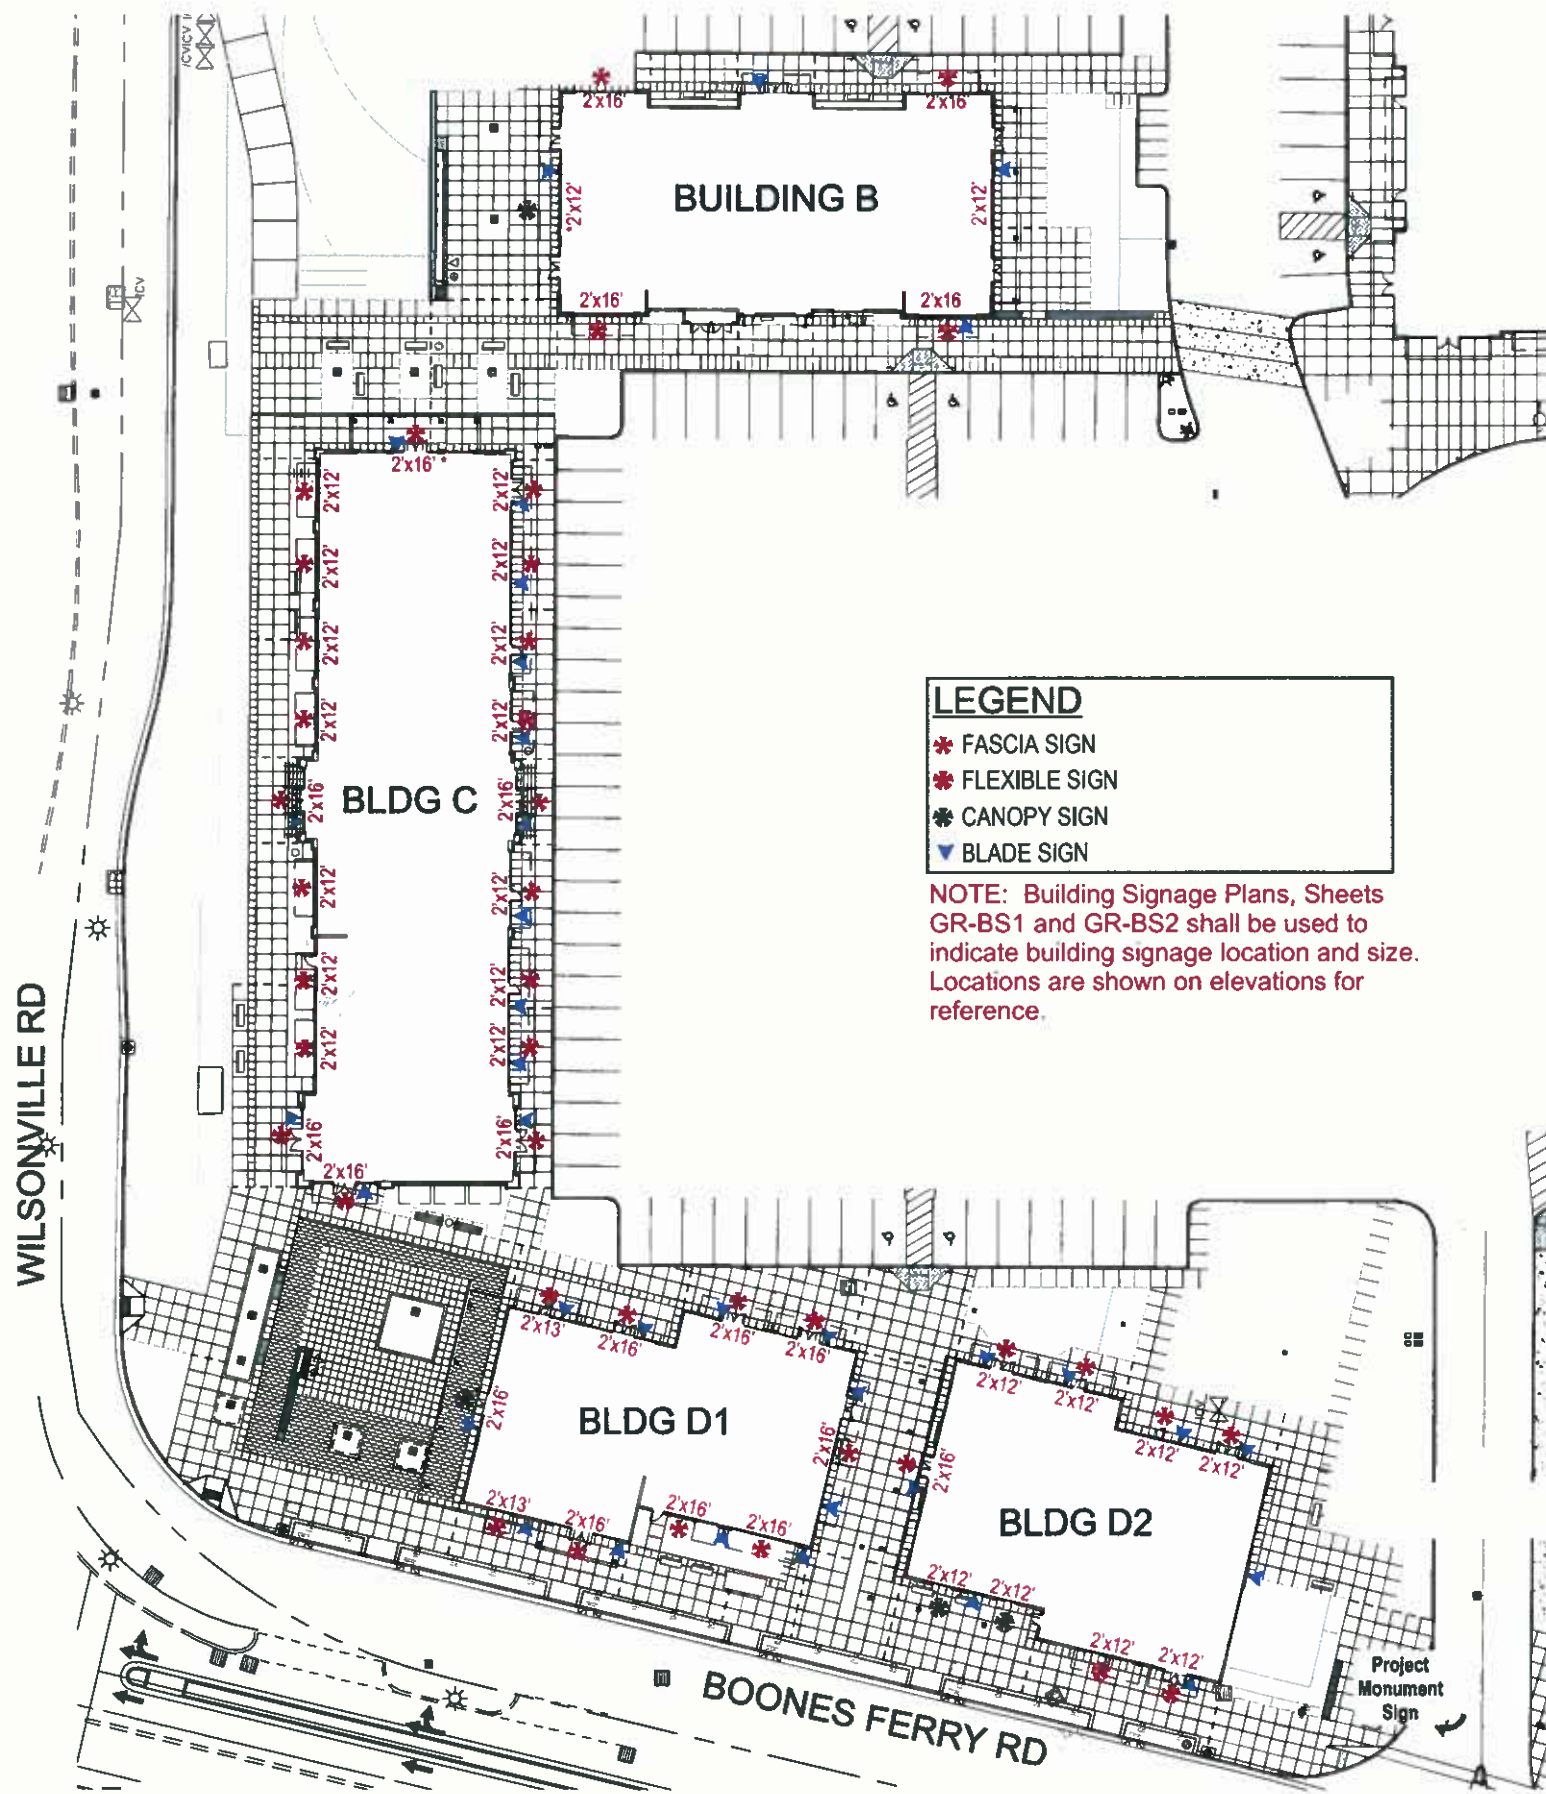 ICV
ICV
2'x16'
2'x16'
BUILDING B
*2'x12'
2'x12'
2'x16'
2'x16
ICV
2'x16' *
2'x12'
2'x12'
2'x12'
2'x12'
2'x12'
2'x12'
2'x12'
2'x12'
2'x16'
BLDG C
2'x16'
2'x12'
2'x12'
2'x12'
2'x12'
2'x12'
2'x12'
2'x16'
2'x16'
2'x16'
LEGEND
FASCIA SIGN
FLEXIBLE SIGN
CANOPY SIGN
BLADE SIGN
NOTE: Building Signage Plans, Sheets
GR-BS1 and GR-BS2 shall be used to
indicate building signage location and size.
Locations are shown on elevations for
reference.
WILSONVILLE RD
2'x13'
2'x16'
2'x16'
2'x16'
2'x16'
BLDG D1
2'x16'
2'x13'
2'x16'
2'x16'
2'x16'
2'x12'
2'x12'
2'x12'
2'x12'
2'x16'
BLDG D2
2'x12'
2'x12'
2'x12'
2'x12'
Project
Monument
Sign
BOONES FERRY RD